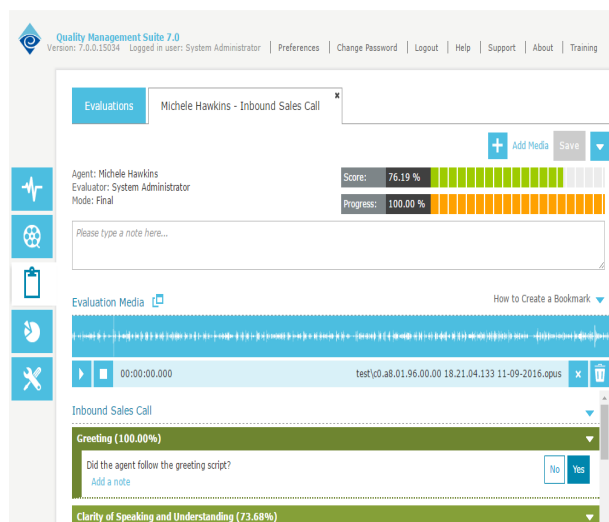 Quality Management Suite 7.0
Version: 7.0.0.15034 Logged in user: System Administrator | Preferences | Change Password | Logout | Help | Support | About | Training
Evaluations
Michele Hawkins - Inbound Sales Call x
+ Add Media Save
Agent: Michele Hawkins
Evaluator: System Administrator
Mode: Final
Score: 76.19 %
Progress: 100.00 %
Please type a note here...
Evaluation Media
How to Create a Bookmark
00:00:00.000
test\c0.a8.01.96.00.00 18.21.04.133 11-09-2016.opus x
Inbound Sales Call
Greeting (100.00%)
Did the agent follow the greeting script?
No Yes
Add a note
Clarity of Speaking and Understanding (73.68%)